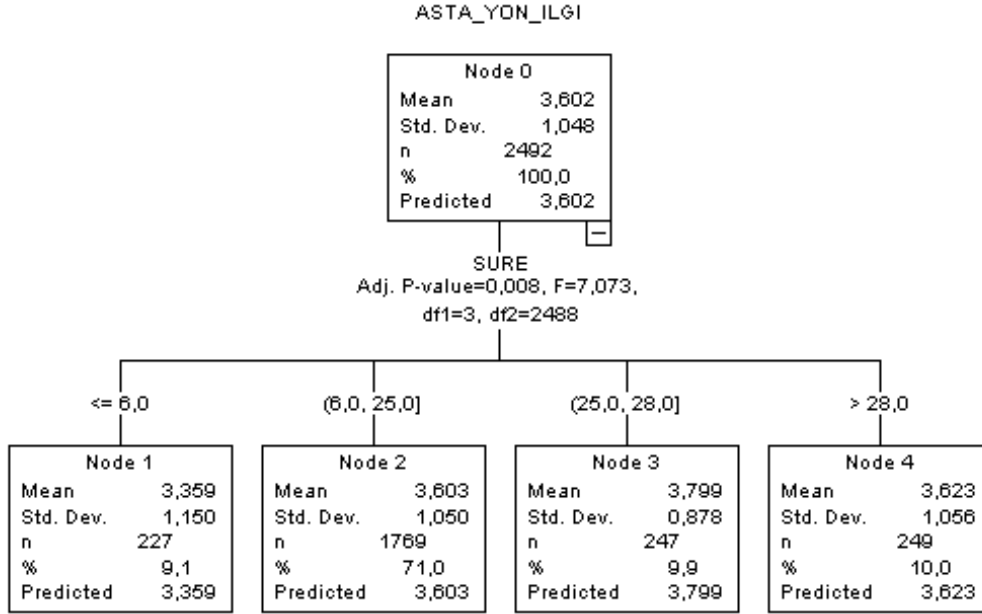 ASTA_YON_ILGI
Node 0
Mean 3,602
Std. Dev. 1,048
n 2492
% 100,0
Predicted 3,602
SURE
Adj. P-value=0,008, F=7,073,
df1=3, df2=2488
<= 6,0
(6,0, 25,0]
(25,0, 28,0]
> 28,0
Node 1
Mean 3,359
Std. Dev. 1,150
n 227
% 9,1
Predicted 3,359
Node 2
Mean 3,603
Std. Dev. 1,050
n 1769
% 71,0
Predicted 3,603
Node 3
Mean 3,799
Std. Dev. 0,878
n 247
% 9,9
Predicted 3,799
Node 4
Mean 3,623
Std. Dev. 1,056
n 249
% 10,0
Predicted 3,623